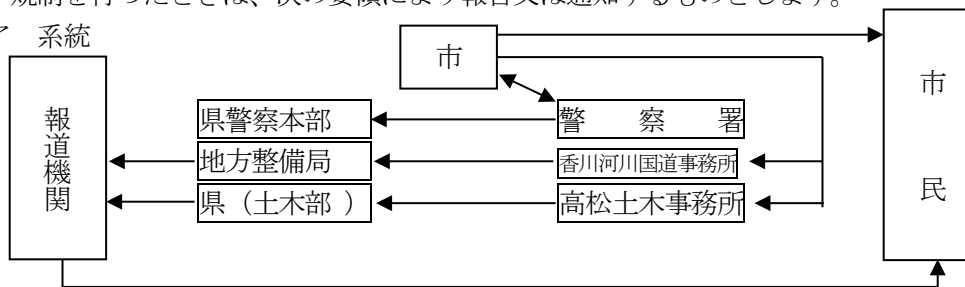 規制を行ったときは、次の要領により報告又は通知するものとします。
ア 系統
市
報道機関
県警察本部
警察署
地方整備局
香川河川国道事務所
県（土木部 ）
高松土木事務所
市民